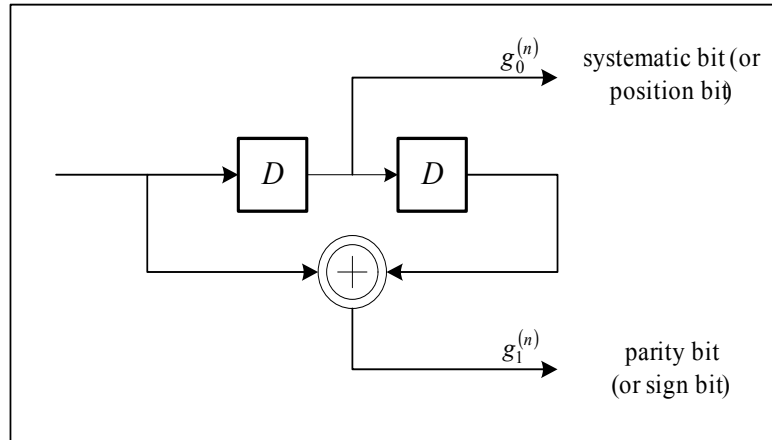 g₀⁽ⁿ⁾
systematic bit (or
position bit)
D
D
+
g₁⁽ⁿ⁾
parity bit
(or sign bit)